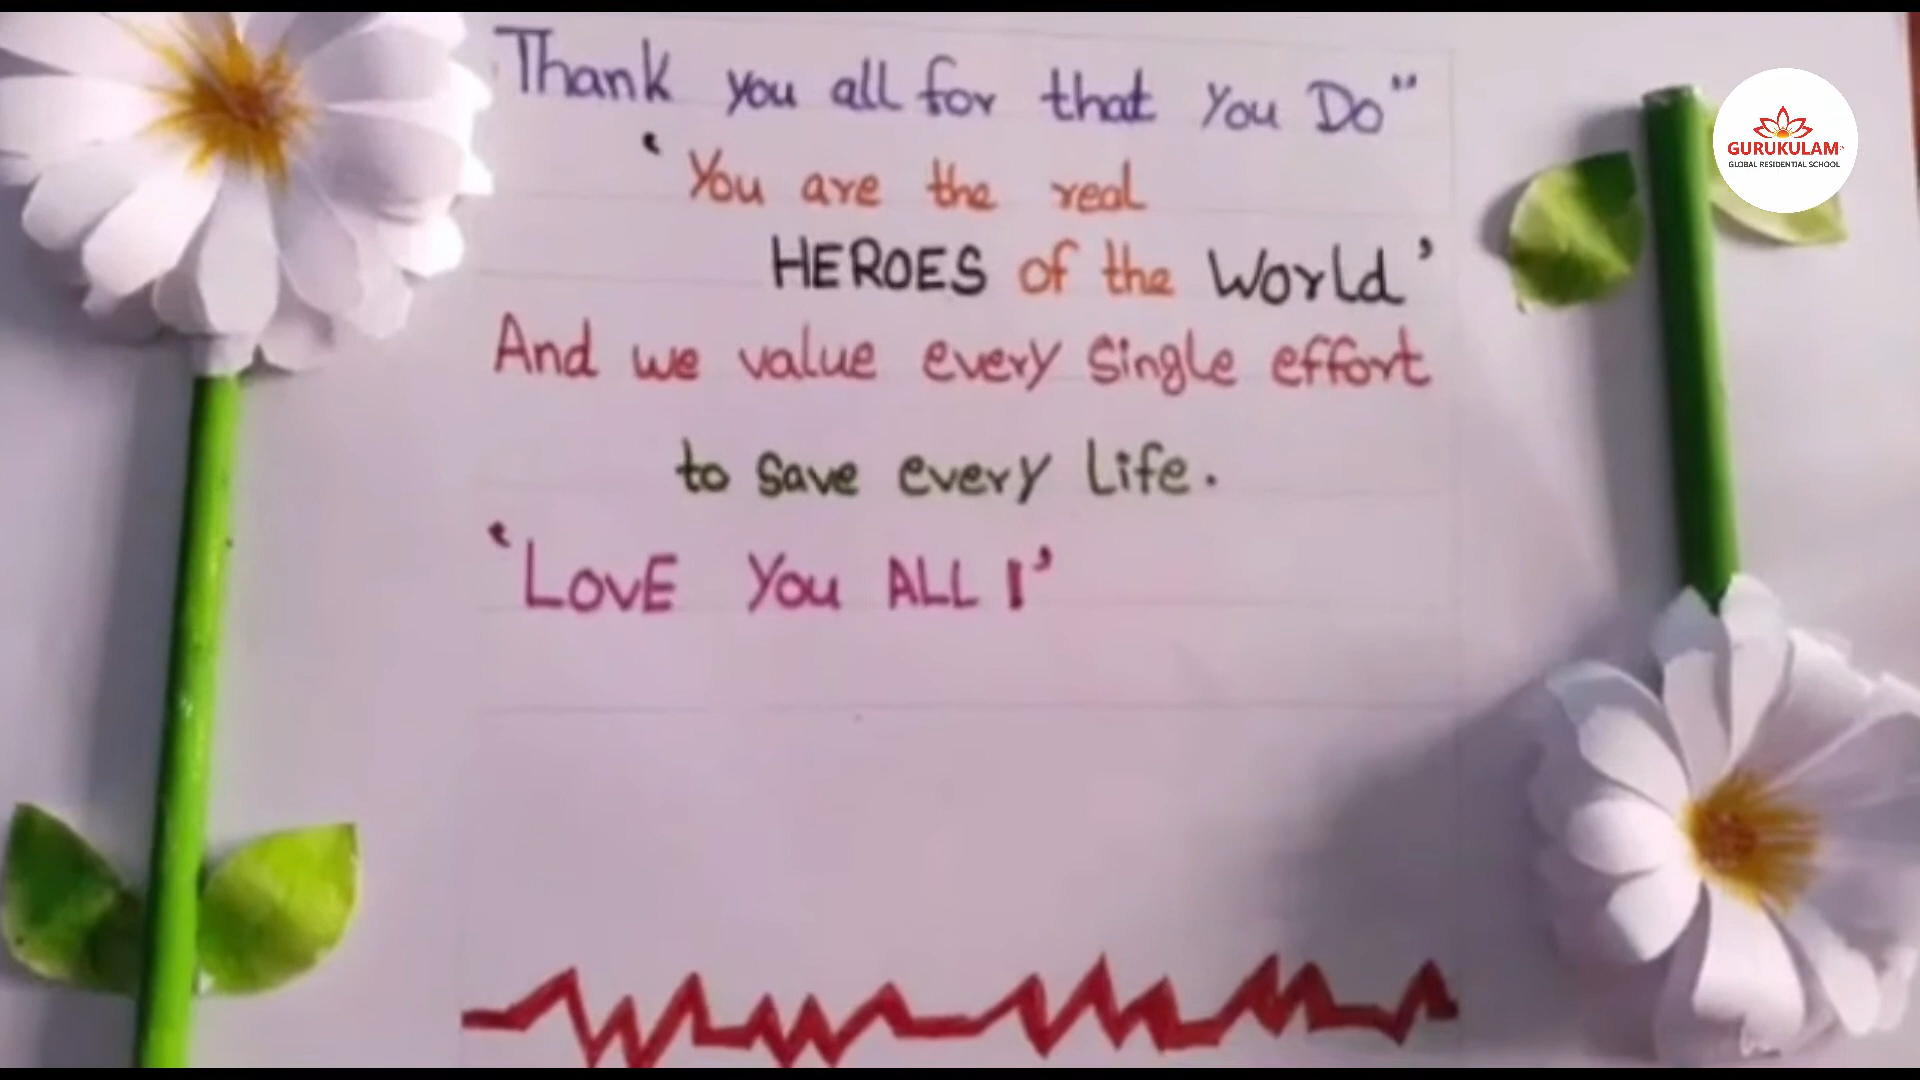 Thank you all for that You Do"
'You are the real
HEROES of the World'
And we value every single effort
to save every life.
'LOVE You ALL !'
GURUKULAM
GLOBAL RESIDENTIAL SCHOOL